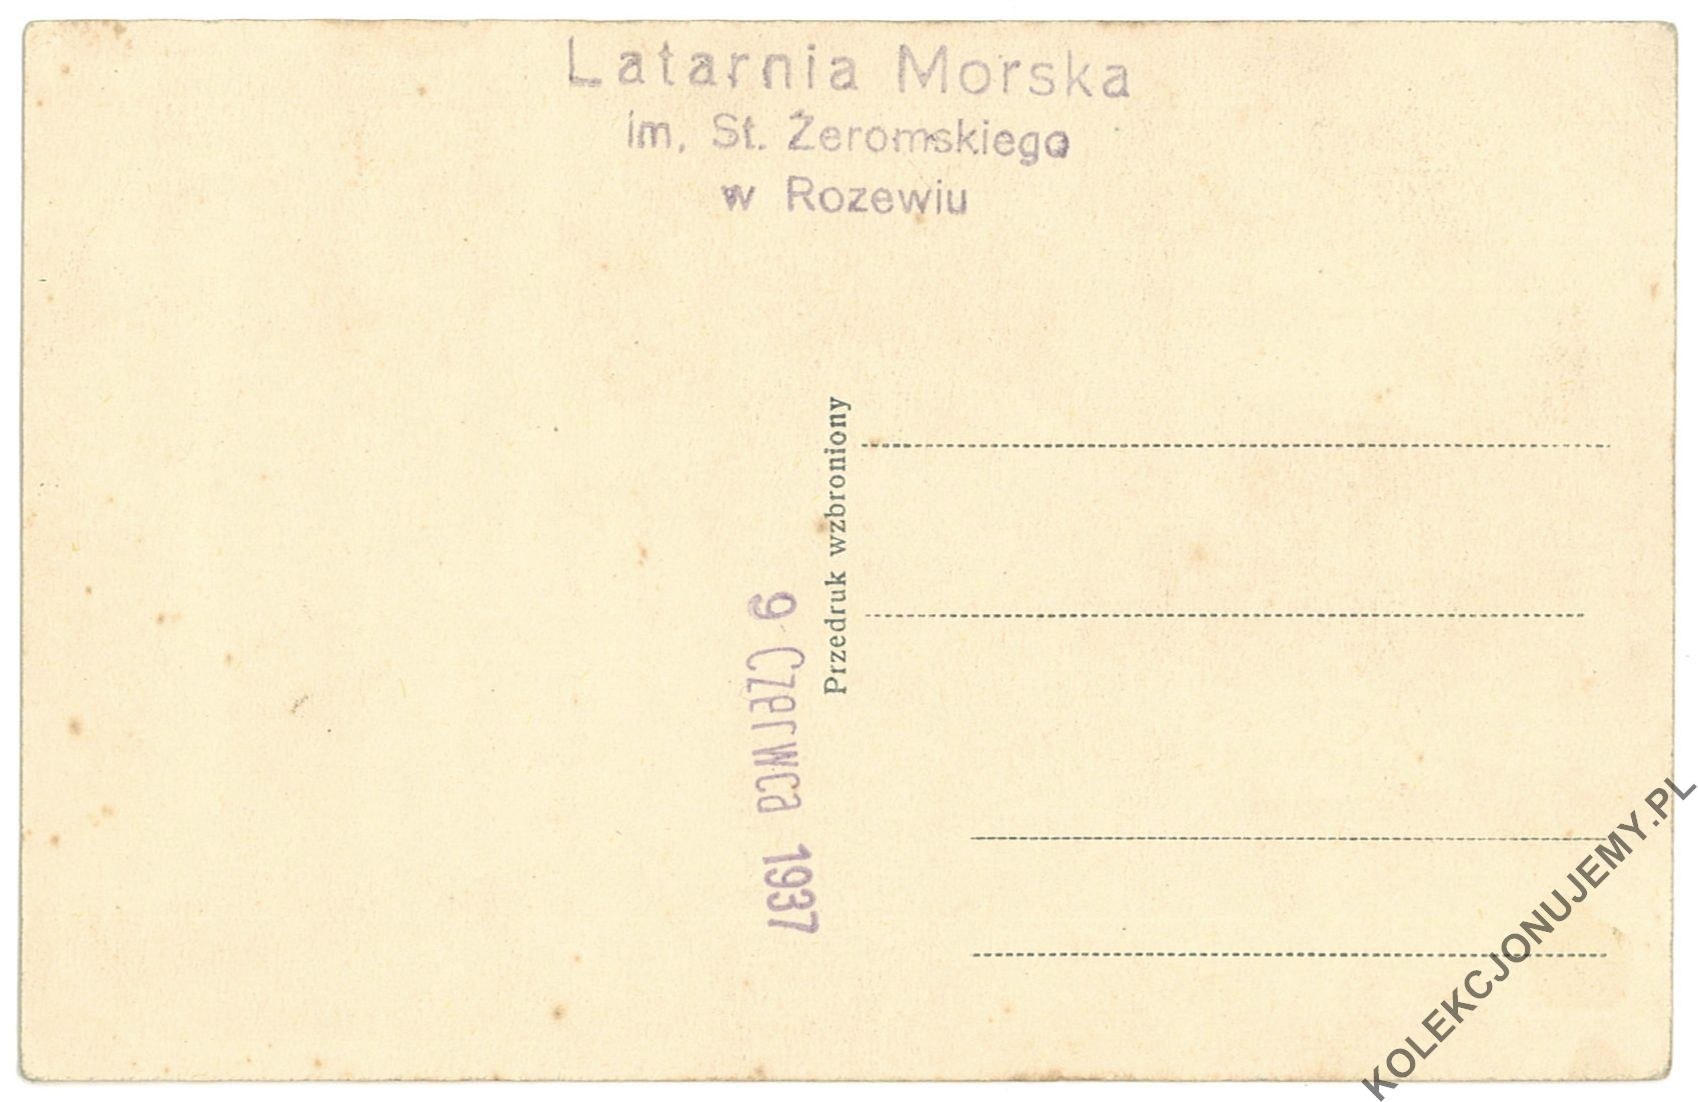 Latarnia Morska
im. St. Żeromskiego
w Rozewiu
Przedruk wzbroniony
9 Czerwca 1937
KOLEKCJONUJEMY.PL